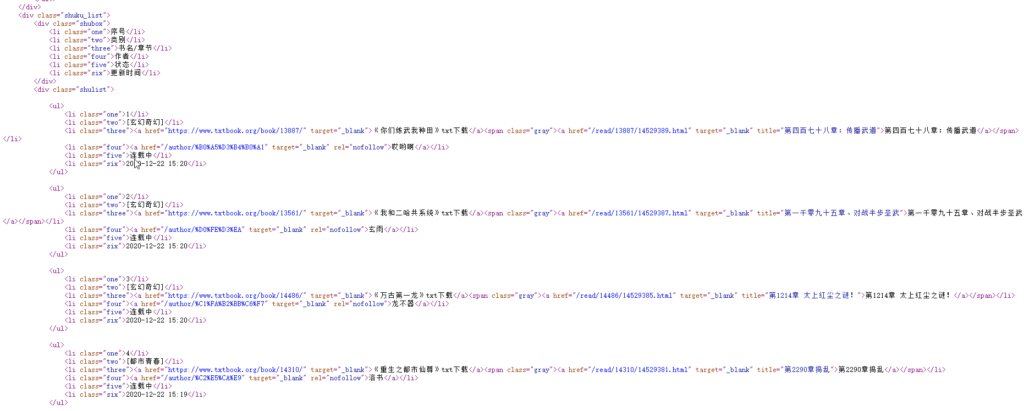 </div>
<div class="shuku_list">
<div class="shubox">
<li class="one">序号</li>
<li class="two">类别</li>
<li class="three">书名/章节</li>
<li class="four">作者</li>
<li class="five">状态</li>
<li class="six">更新时间</li>
</div>
<div class="shulist">
<ul>
<li class="one">1</li>
<li class="two">[玄幻奇幻]</li>
<li class="three"><a href="https://www.txtbook.org/book/13887/" target="_blank">《你们练武我种田》txt下载</a><span class="gray"><a href="/read/13887/14529389.html" target="_blank" title="第四百七十八章：传播武道">第四百七十八章：传播武道</a></span>
</li>
<li class="four"><a href="/author/%B0%A5%D3%B4%B0%A1" target="_blank" rel="nofollow">哎哟啊</a></li>
<li class="five">连载中</li>
<li class="six">2020-12-22 15:20</li>
</ul>
<ul>
<li class="one">2</li>
<li class="two">[玄幻奇幻]</li>
<li class="three"><a href="https://www.txtbook.org/book/13561/" target="_blank">《我和二哈共系统》txt下载</a><span class="gray"><a href="/read/13561/14529387.html" target="_blank" title="第一千零九十五章、对战半步圣武">第一千零九十五章、对战半步圣武
</a></span></li>
<li class="four"><a href="/author/%D0%FE%D3%EA" target="_blank" rel="nofollow">玄雨</a></li>
<li class="five">连载中</li>
<li class="six">2020-12-22 15:20</li>
</ul>
<ul>
<li class="one">3</li>
<li class="two">[玄幻奇幻]</li>
<li class="three"><a href="https://www.txtbook.org/book/14486/" target="_blank">《万古第一龙》txt下载</a><span class="gray"><a href="/read/14486/14529385.html" target="_blank" title="第1214章 太上红尘之谜！">第1214章 太上红尘之谜！</a></span></li>
<li class="four"><a href="/author/%C1%FA%B2%BB%C6%F7" target="_blank" rel="nofollow">龙不器</a></li>
<li class="five">连载中</li>
<li class="six">2020-12-22 15:20</li>
</ul>
<ul>
<li class="one">4</li>
<li class="two">[都市青春]</li>
<li class="three"><a href="https://www.txtbook.org/book/14310/" target="_blank">《重生之都市仙尊》txt下载</a><span class="gray"><a href="/read/14310/14529381.html" target="_blank" title="第2290章捣乱">第2290章捣乱</a></span></li>
<li class="four"><a href="/author/%C2%E5%CA%E9" target="_blank" rel="nofollow">洛书</a></li>
<li class="five">连载中</li>
<li class="six">2020-12-22 15:19</li>
</ul>